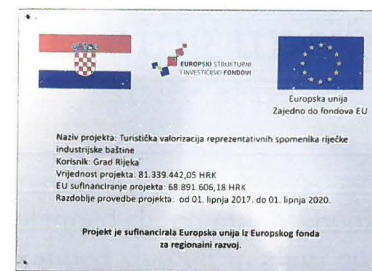 EUROPSKI STRUKTURNI
I INVESTICIJSKI FONDOVI
Europska unija
Zajedno do fondova EU
Naziv projekta: Turistička valorizacija reprezentativnih spomenika riječke
industrijske baštine
Korisnik: Grad Rijeka
Vrijednost projekta: 81.339.442,05 HRK
EU sufinanciranje projekta: 68.891.606,18 HRK
Razdoblje provedbe projekta: od 01. lipnja 2017. do 01. lipnja 2020.
Projekt je sufinancirala Europska unija iz Europskog fonda
za regionalni razvoj.